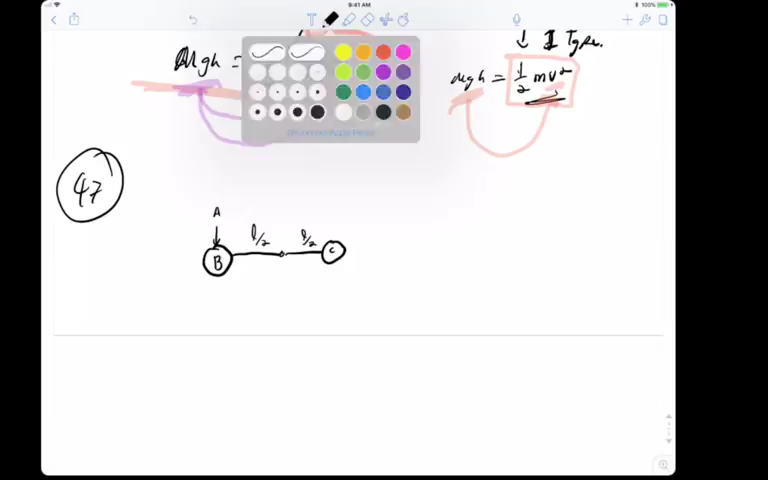 9:41 AM
100%
T
↓ I Type.
Mgh =
mgh = 1/2 mv²
47
A
l/2 l/2
B C